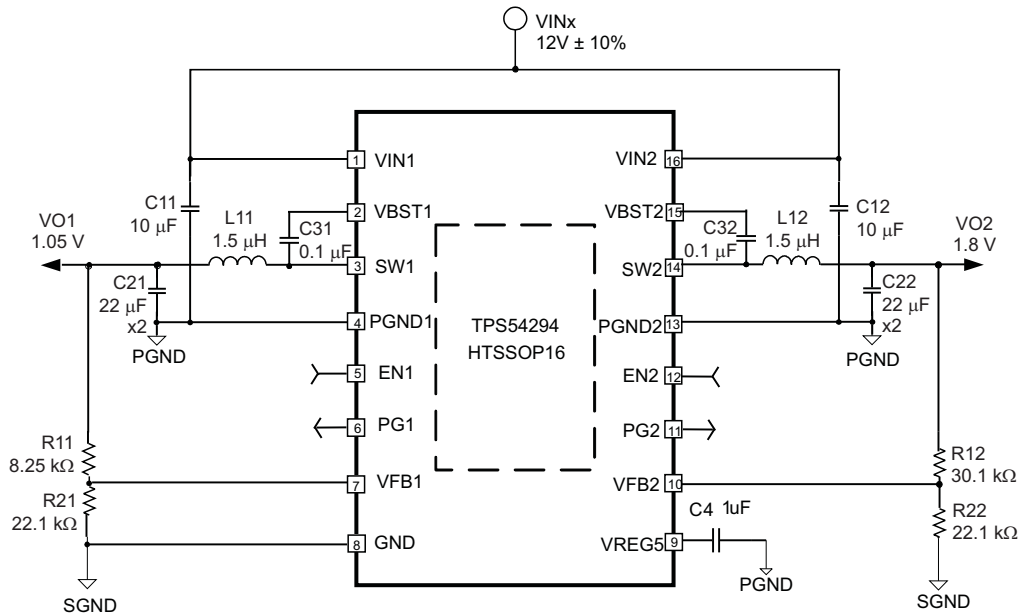 VINx
12V ± 10%
1 VIN1
VIN2 16
C11
10 μF
2 VBST1
VBST2 15
C12
10 μF
VO1
1.05 V
L11
1.5 μH
C31
0.1 μF
C32
0.1 μF
L12
1.5 μH
VO2
1.8 V
3 SW1
SW2 14
C21
22 μF
x2
C22
22 μF
x2
4 PGND1
PGND2 13
TPS54294
HTSSOP16
PGND
PGND
5 EN1
EN2 12
6 PG1
PG2 11
R11
8.25 kΩ
R12
30.1 kΩ
7 VFB1
VFB2 10
R21
22.1 kΩ
R22
22.1 kΩ
C4 1uF
8 GND
VREG5 9
PGND
SGND
SGND